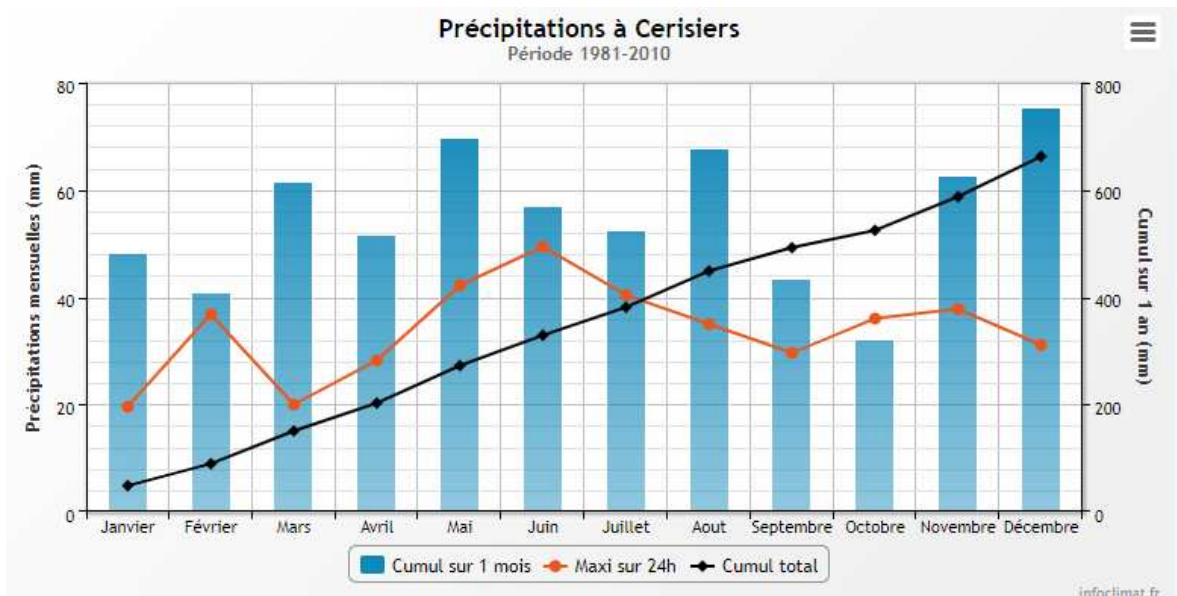 Précipitations à Cerisiers
Période 1981-2010
Précipitations mensuelles (mm)
80
60
40
20
0
Cumul sur 1 an (mm)
800
600
400
200
0
Janvier Février Mars Avril Mai Juin Juillet Aout Septembre Octobre Novembre Décembre
Cumul sur 1 mois Maxi sur 24h Cumul total
infoclimat.fr